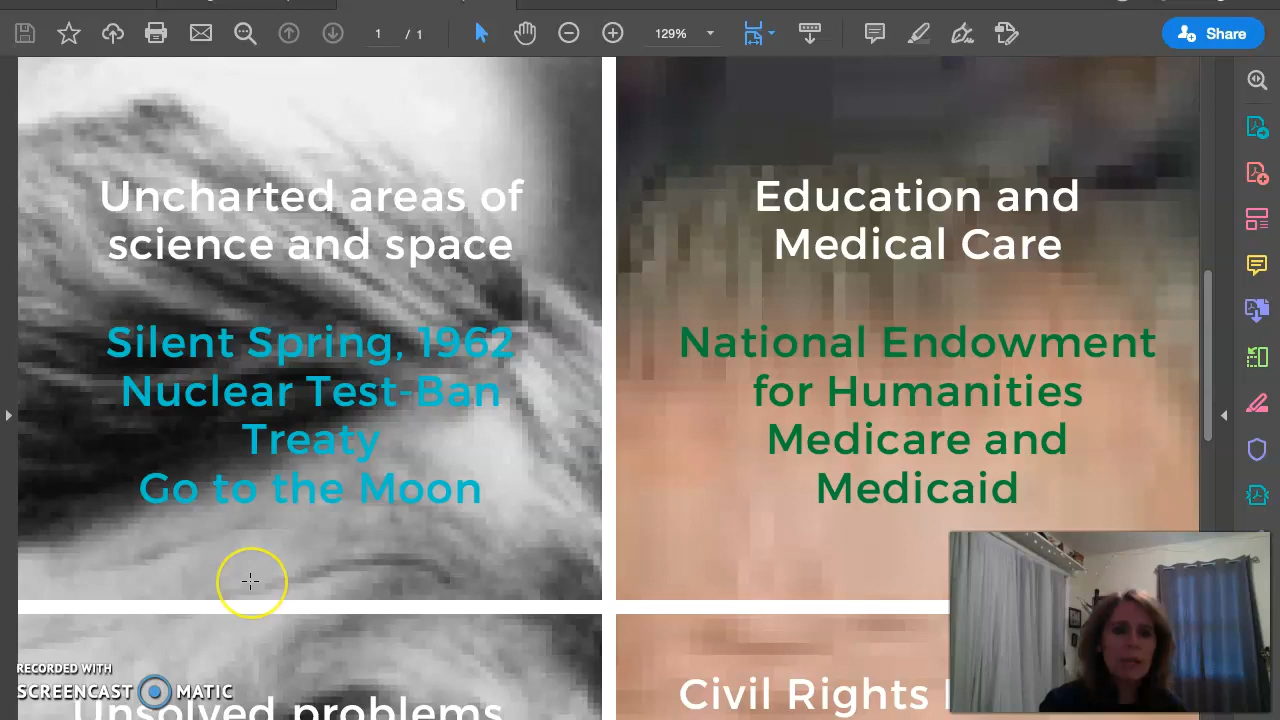 1 / 1
129%
Share
Uncharted areas of
science and space
Silent Spring, 1962
Nuclear Test-Ban
Treaty
Go to the Moon
Education and
Medical Care
National Endowment
for Humanities
Medicare and
Medicaid
Unsolved problems
Civil Rights
RECORDED WITH
SCREENCAST MATIC